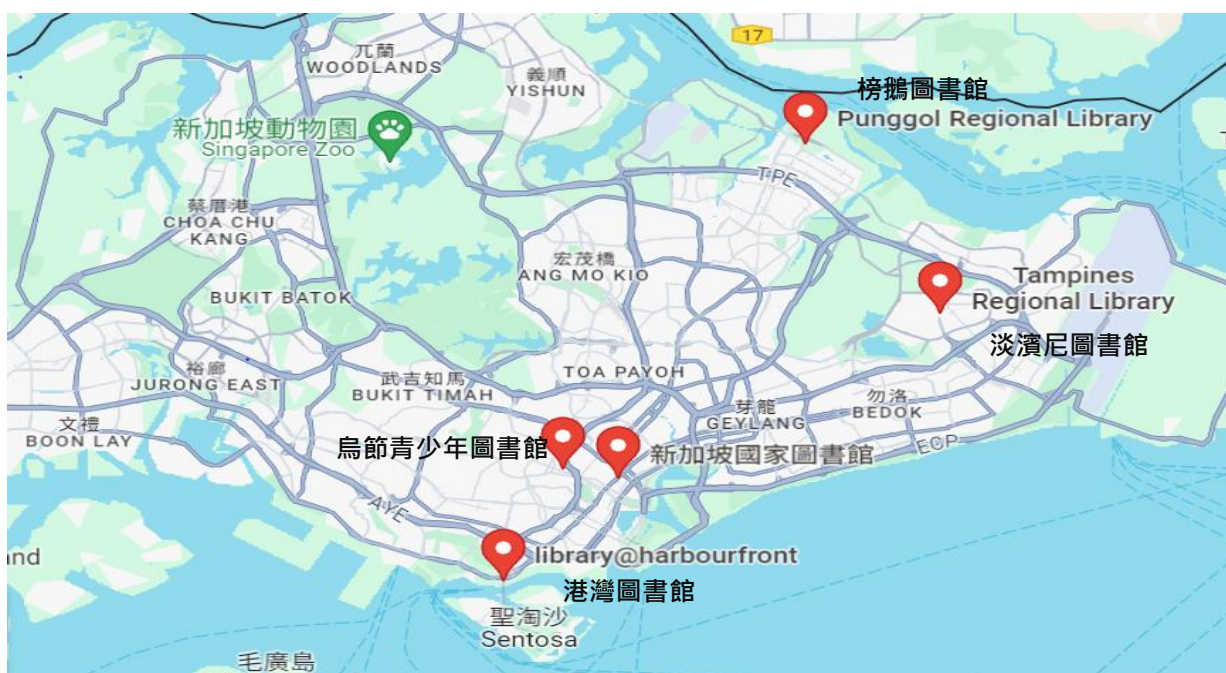 兀蘭
WOODLANDS
義順
YISHUN
17
榜鵝圖書館
Punggol Regional Library
新加坡動物園
Singapore Zoo
TPE
蔡厝港
CHOA CHU
KANG
宏茂橋
ANG MO KIO
BUKIT BATOK
Tampines
Regional Library
淡濱尼圖書館
裕廊
JURONG EAST
武吉知馬
BUKIT TIMAH
TOA PAYOH
芽籠
GEYLANG
勿洛
BEDOK
文禮
BOON LAY
烏節青少年圖書館
新加坡國家圖書館
ECP
AYE
nd
library@harbourfront
港灣圖書館
聖淘沙
Sentosa
毛廣島